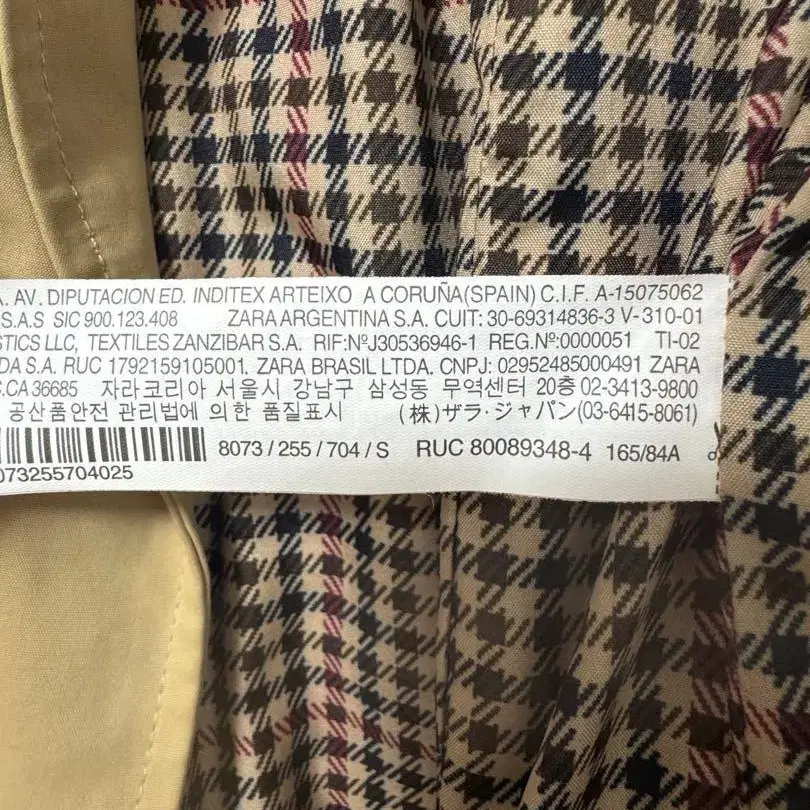 A. AV. DIPUTACION ED. INDITEX ARTEIXO A CORUÑA(SPAIN) C.I.F. A-15075062
S.A.S SIC 900.123.408 ZARA ARGENTINA S.A. CUIT: 30-69314836-3 V-310-01
STICS LLC, TEXTILES ZANZIBAR S.A. RIF:NºJ30536946-1 REG.Nº:0000051 TI-02
DA S.A. RUC 1792159105001. ZARA BRASIL LTDA. CNPJ: 02952485000491 ZARA
C.CA 36685 자라코리아 서울시 강남구 삼성동 무역센터 20층 02-3413-9800
공산품안전 관리법에 의한 품질표시 (株)ザラ・ジャパン(03-6415-8061)
8073 / 255 / 704 / S RUC 80089348-4 165/84A
073255704025